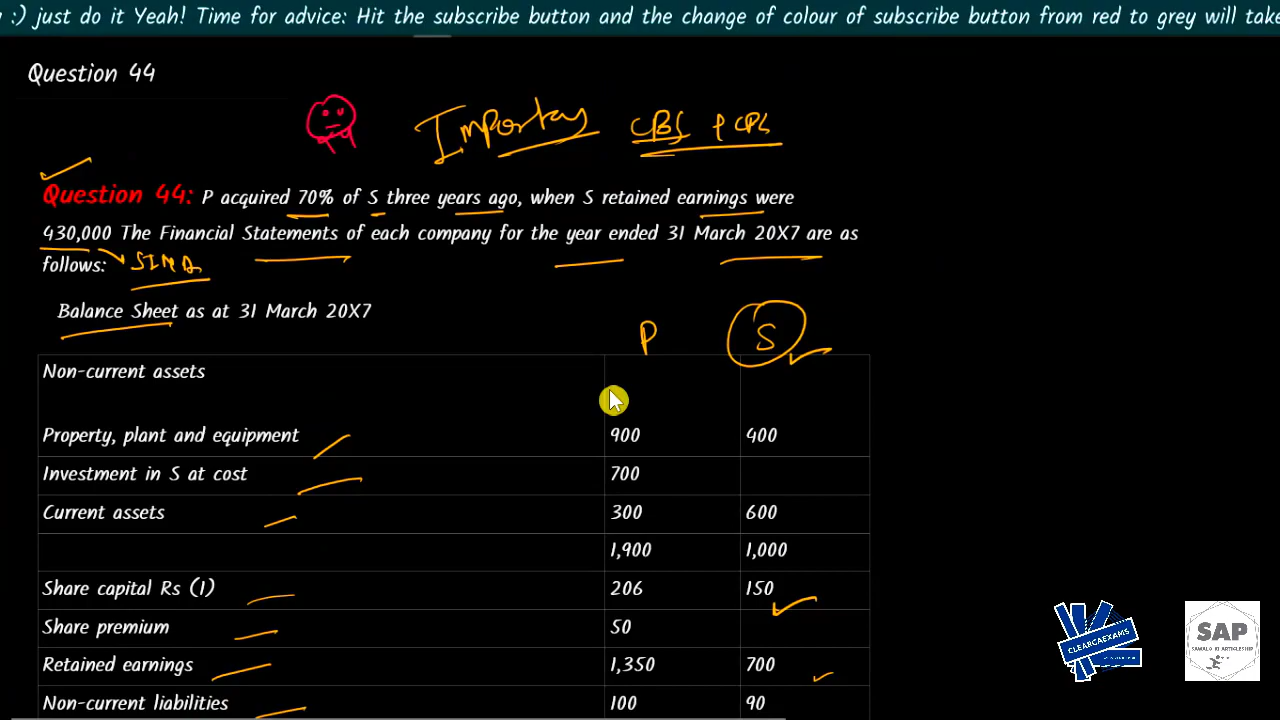 :) just do it Yeah! Time for advice: Hit the subscribe button and the change of colour of subscribe button from red to grey will take
Question 44
Question 44: P acquired 70% of S three years ago, when S retained earnings were
430,000 The Financial Statements of each company for the year ended 31 March 20X7 are as
follows:
Balance Sheet as at 31 March 20X7
P S
Non-current assets
Property, plant and equipment 900 400
Investment in S at cost 700
Current assets 300 600
1,900 1,000
Share capital Rs (1) 206 150
Share premium 50
Retained earnings 1,350 700
Non-current liabilities 100 90
CLEARCAEXAMS
SAP
SAWALO KI ARTICLESHIP